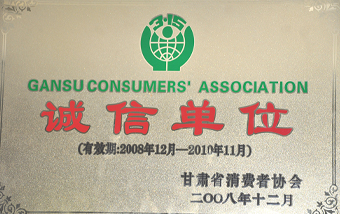 3·15
GANSU CONSUMERS' ASSOCIATION
诚信单位
(有效期:2008年12月—2010年11月)
甘肃省消费者协会
二〇〇八年十二月